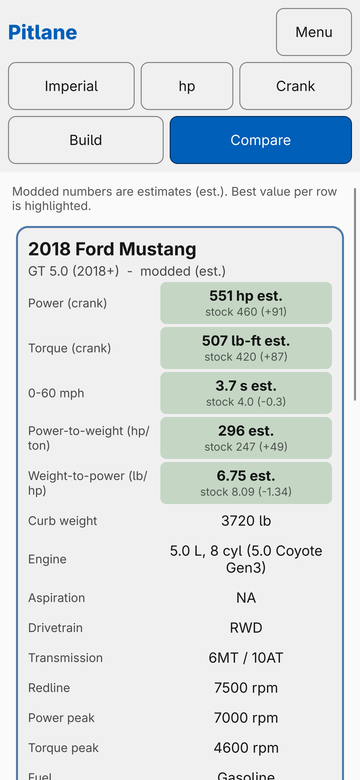 Pitlane
Menu
Imperial
hp
Crank
Build
Compare
Modded numbers are estimates (est.). Best value per row
is highlighted.
2018 Ford Mustang
GT 5.0 (2018+) - modded (est.)
Power (crank)
551 hp est.
stock 460 (+91)
Torque (crank)
507 lb-ft est.
stock 420 (+87)
0-60 mph
3.7 s est.
stock 4.0 (-0.3)
Power-to-weight (hp/
ton)
296 est.
stock 247 (+49)
Weight-to-power (lb/
hp)
6.75 est.
stock 8.09 (-1.34)
Curb weight
3720 lb
Engine
5.0 L, 8 cyl (5.0 Coyote
Gen3)
Aspiration
NA
Drivetrain
RWD
Transmission
6MT / 10AT
Redline
7500 rpm
Power peak
7000 rpm
Torque peak
4600 rpm
Fuel
Gasoline